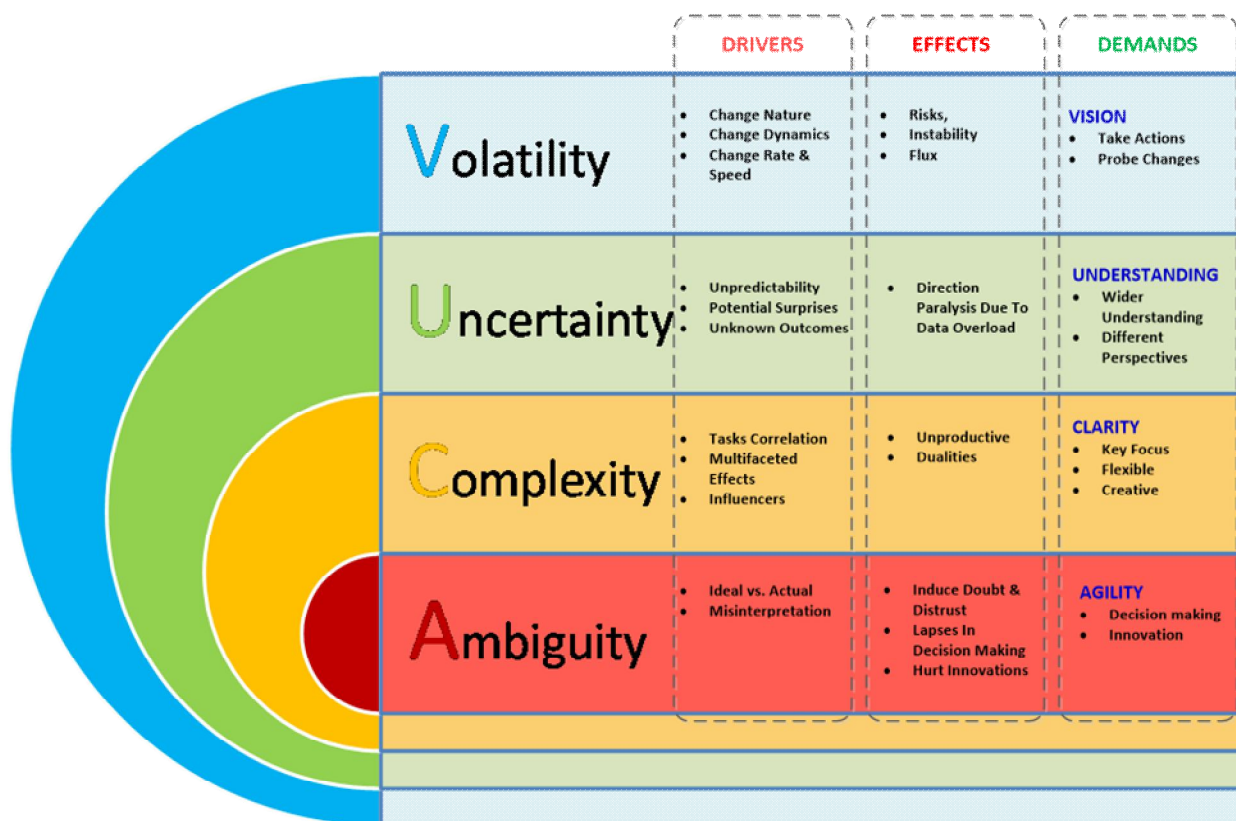 DRIVERS EFFECTS DEMANDS
Volatility
• Change Nature
• Change Dynamics
• Change Rate &
Speed
• Risks,
• Instability
• Flux
VISION
• Take Actions
• Probe Changes
Uncertainty
• Unpredictability
• Potential Surprises
• Unknown Outcomes
• Direction
Paralysis Due To
Data Overload
UNDERSTANDING
• Wider
Understanding
• Different
Perspectives
Complexity
• Tasks Correlation
• Multifaceted
Effects
• Influencers
• Unproductive
• Dualities
CLARITY
• Key Focus
• Flexible
• Creative
Ambiguity
• Ideal vs. Actual
• Misinterpretation
• Induce Doubt &
Distrust
• Lapses In
Decision Making
• Hurt Innovations
AGILITY
• Decision making
• Innovation